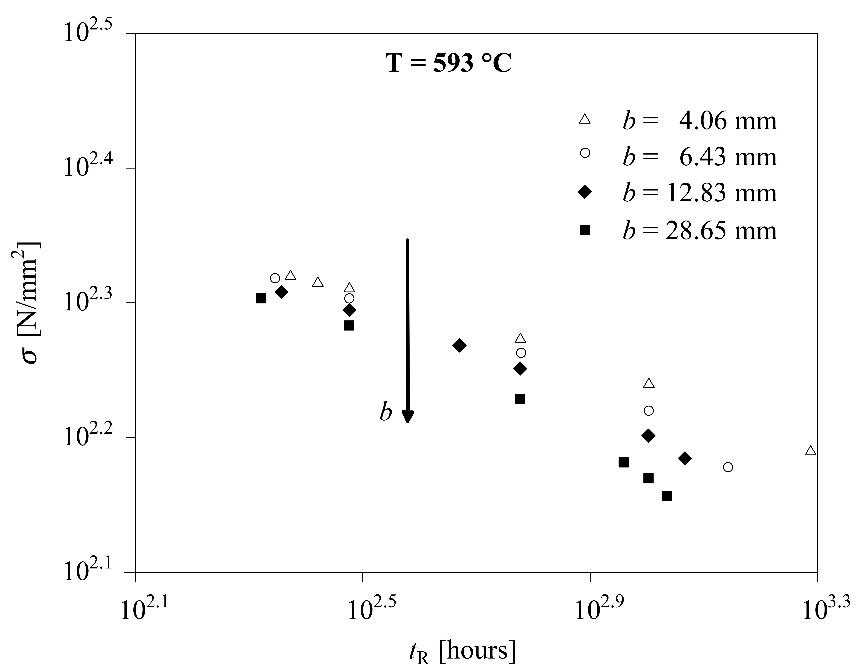 10^2.5
T = 593 °C
b = 4.06 mm
10^2.4
b = 6.43 mm
b = 12.83 mm
b = 28.65 mm
σ [N/mm²]
10^2.3
b
10^2.2
10^2.1
10^2.1 10^2.5 10^2.9 10^3.3
t_R [hours]